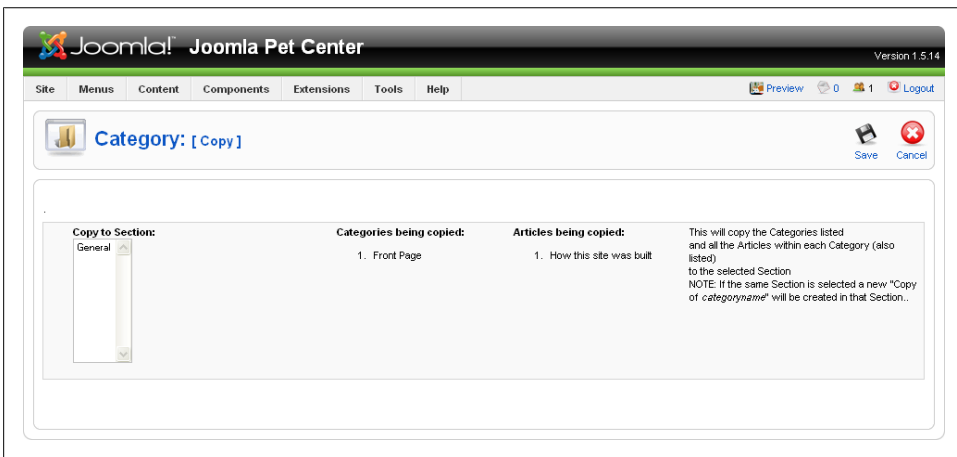 Joomla!™ Joomla Pet Center
Version 1.5.14
Site Menus Content Components Extensions Tools Help Preview 0 1 Logout
Category: [ Copy ]
Save Cancel
.
Copy to Section:
General
Categories being copied:
1. Front Page
Articles being copied:
1. How this site was built
This will copy the Categories listed
and all the Articles within each Category (also
listed)
to the selected Section
NOTE: If the same Section is selected a new "Copy
of categoryname" will be created in that Section..